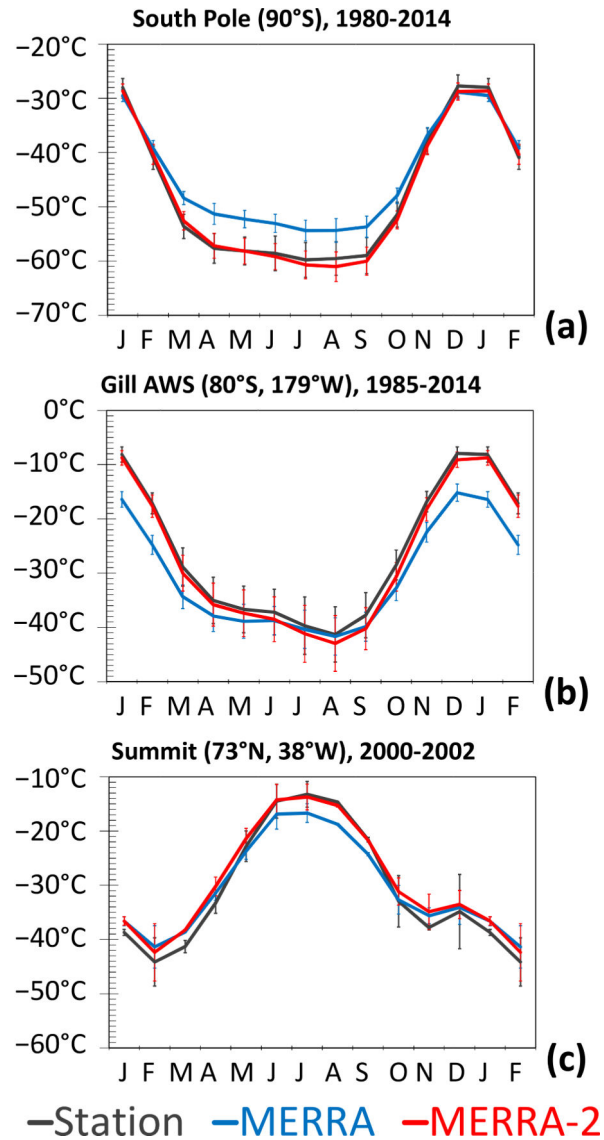 South Pole (90°S), 1980-2014
−20°C
−30°C
−40°C
−50°C
−60°C
−70°C
J F M A M J J A S O N D J F
(a)
Gill AWS (80°S, 179°W), 1985-2014
0°C
−10°C
−20°C
−30°C
−40°C
−50°C
J F M A M J J A S O N D J F
(b)
Summit (73°N, 38°W), 2000-2002
−10°C
−20°C
−30°C
−40°C
−50°C
−60°C
J F M A M J J A S O N D J F
(c)
Station MERRA MERRA-2